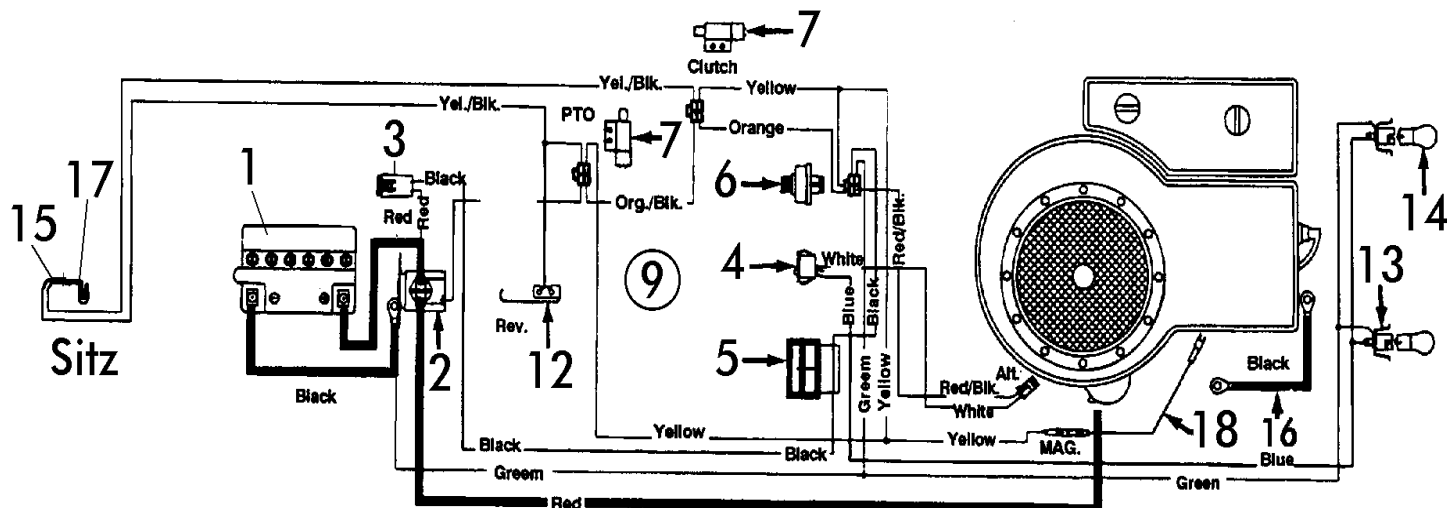 7
Clutch
Yel./Blk.
Yellow
Yel./Blk.
PTO
7
Orange
3
Black
6
14
17
1
Red
Red
Org./Blk.
Red/Blk.
15
4
White
9
13
Blue
Black
Rev.
Sitz
2
12
5
Greem
Yellow
Alt.
Red/Blk.
White
Black
Black
18
16
Yellow
Yellow
MAG.
Black
Black
Blue
Greem
Green
Red